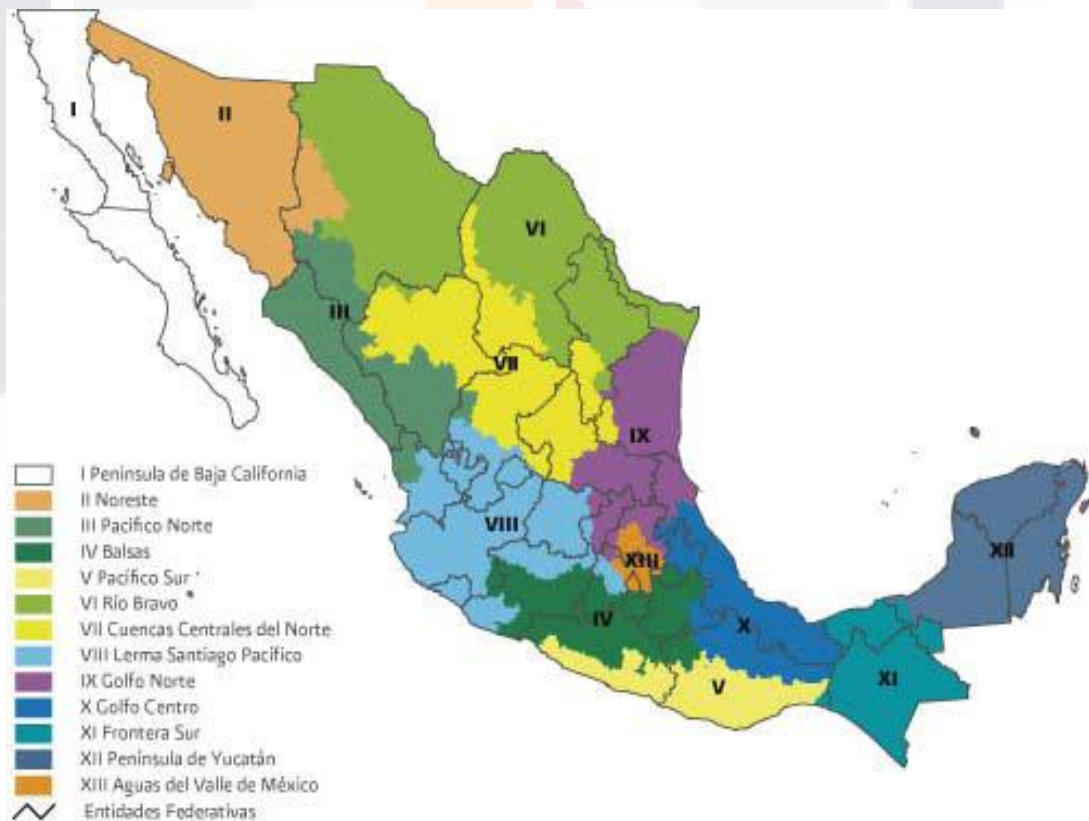 I
II
VI
III
VII
IX
VIII
XIII
IV
X
V
XI
XII
I Península de Baja California
II Noreste
III Pacifico Norte
IV Balsas
V Pacífico Sur
VI Río Bravo
VII Cuencas Centrales del Norte
VIII Lerma Santiago Pacífico
IX Golfo Norte
X Golfo Centro
XI Frontera Sur
XII Península de Yucatán
XIII Aguas del Valle de México
Entidades Federativas